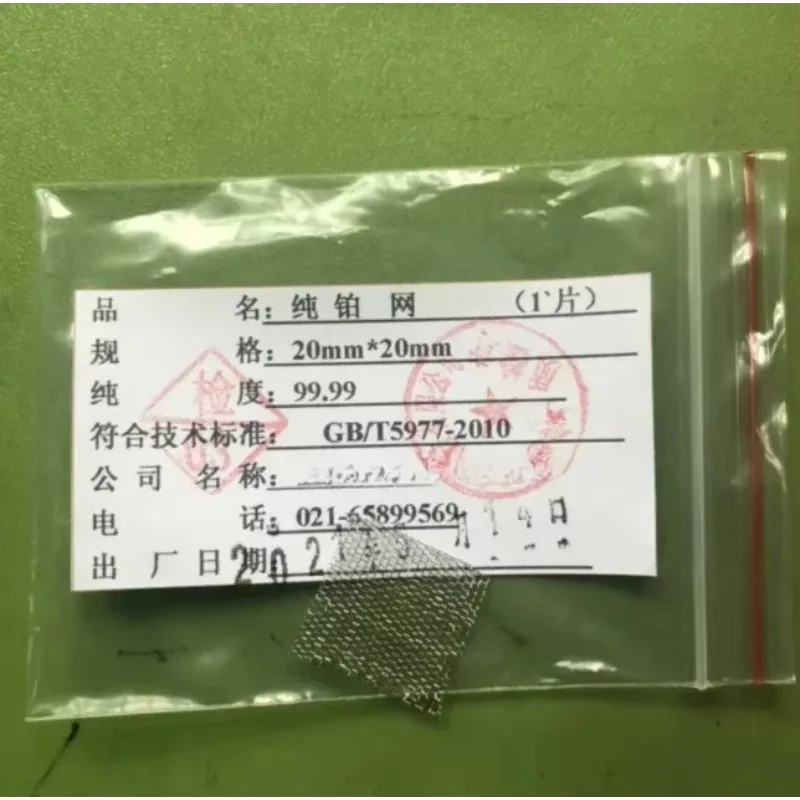 品 名：纯 铂 网 （1片）
规 格：20mm*20mm
纯 度：99.99
符合技术标准： GB/T5977-2010
公 司 名 称：
电 话：021-65899569
出 厂 日 期
检